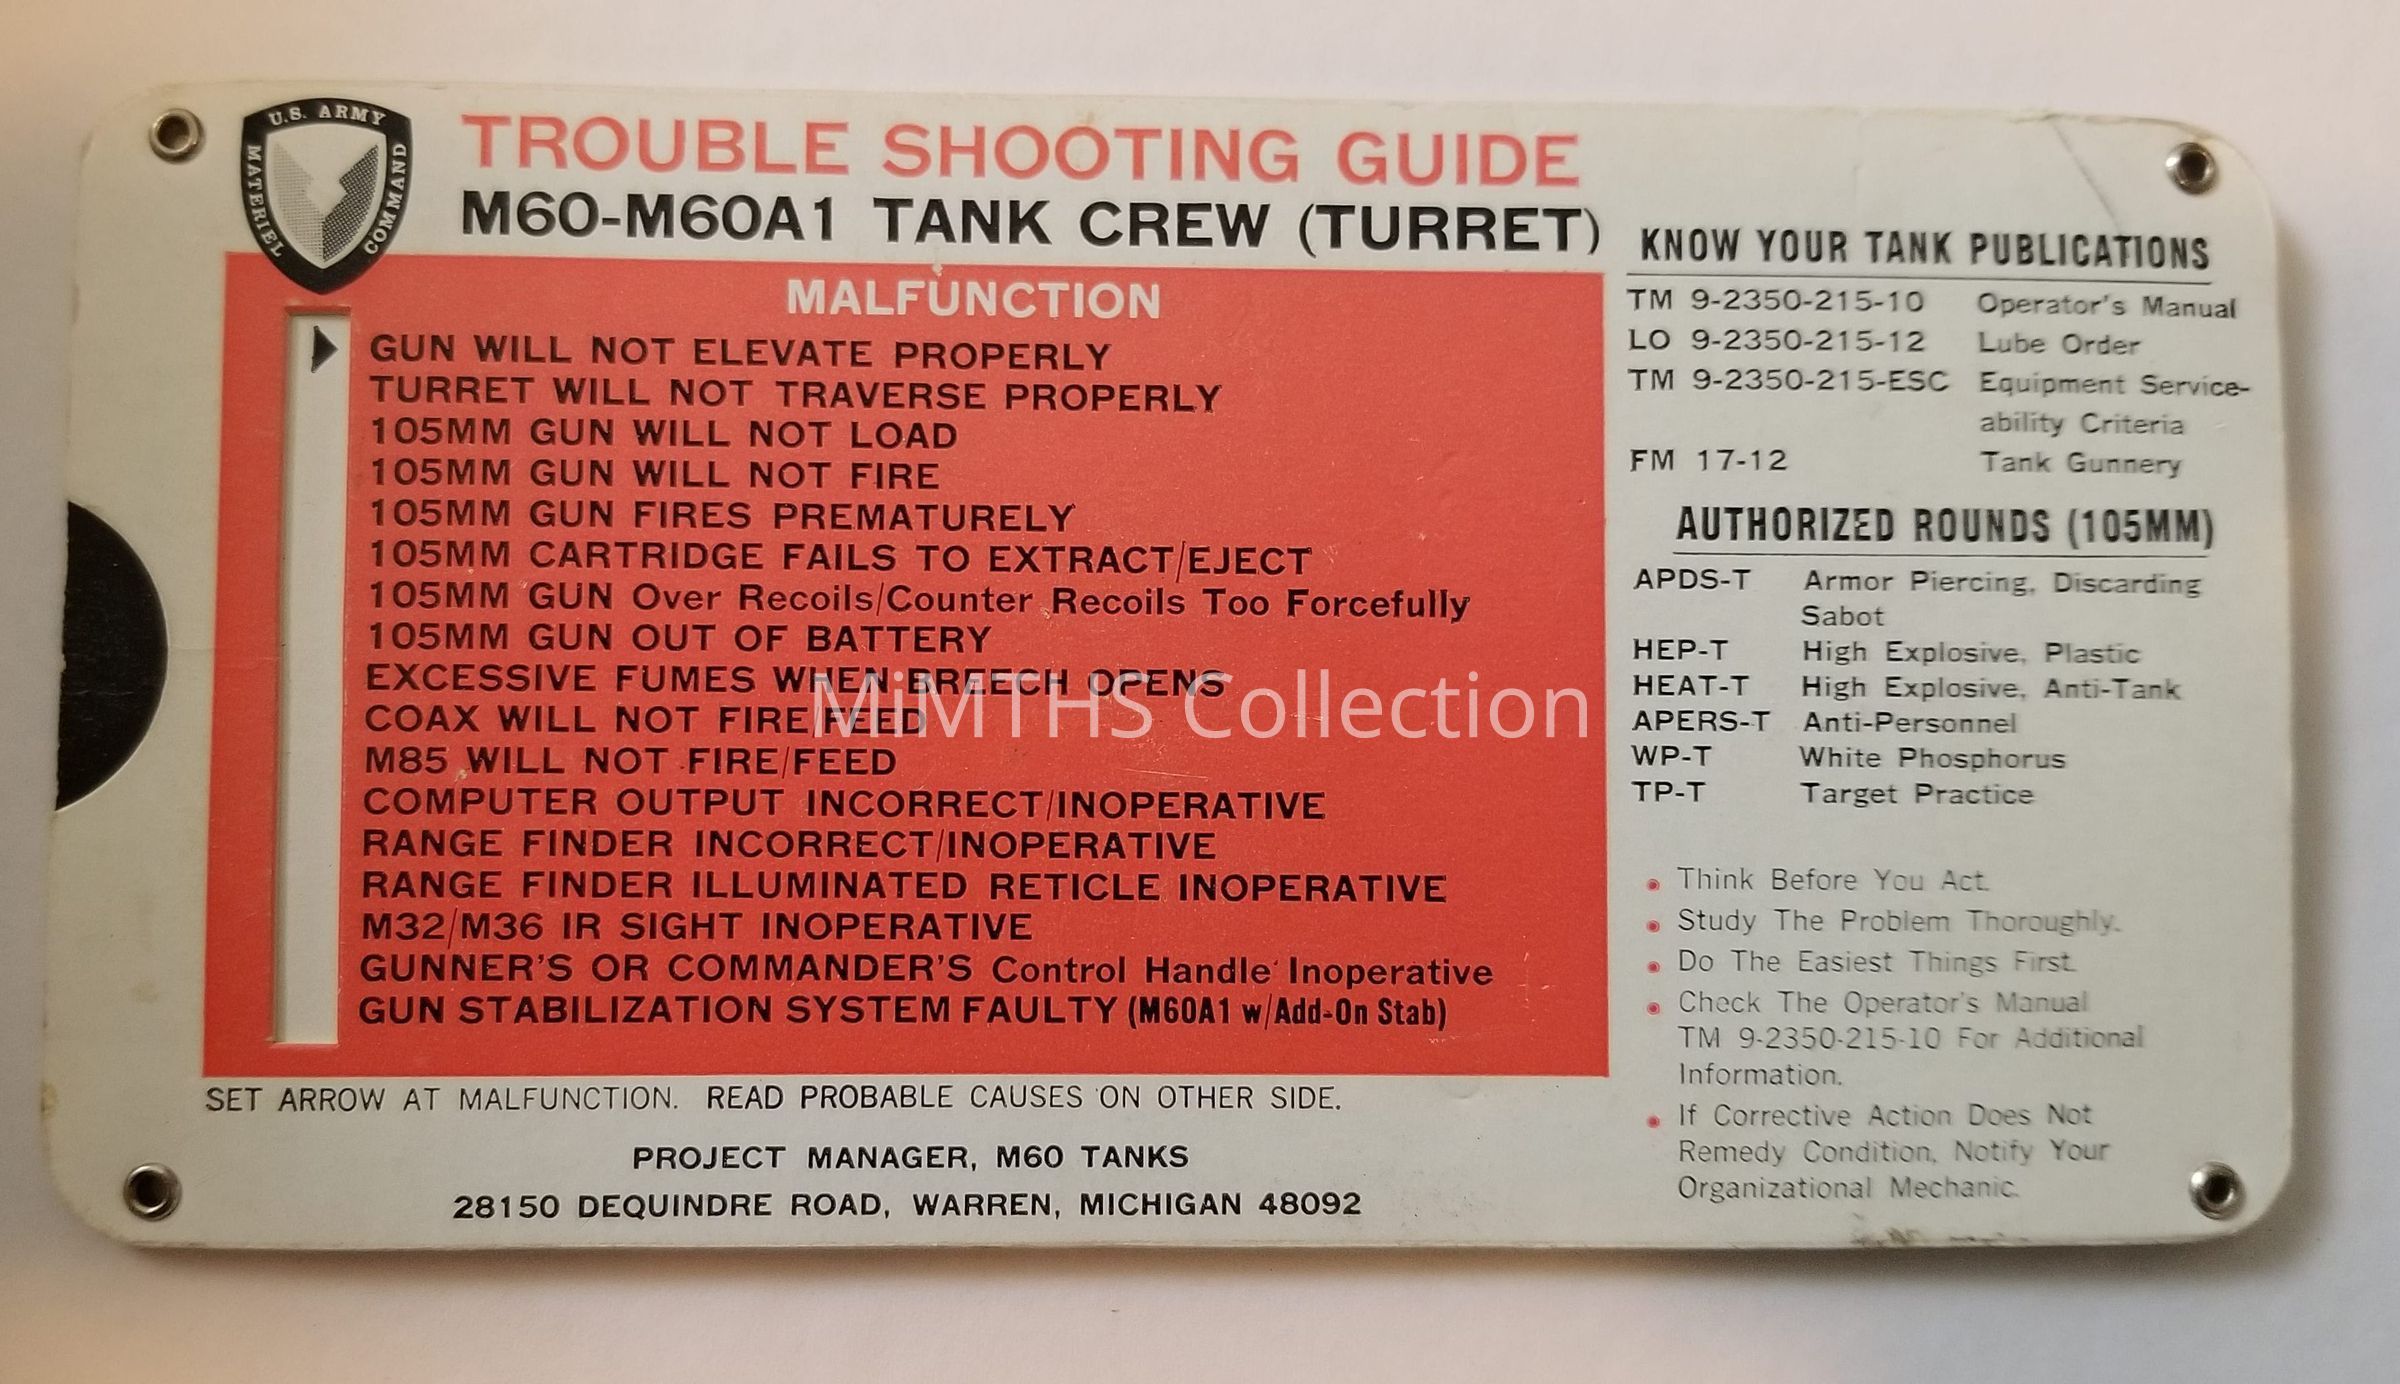 U.S. ARMY
MATERIEL COMMAND
TROUBLE SHOOTING GUIDE
M60-M60A1 TANK CREW (TURRET)
MALFUNCTION
GUN WILL NOT ELEVATE PROPERLY
TURRET WILL NOT TRAVERSE PROPERLY
105MM GUN WILL NOT LOAD
105MM GUN WILL NOT FIRE
105MM GUN FIRES PREMATURELY
105MM CARTRIDGE FAILS TO EXTRACT/EJECT
105MM GUN Over Recoils/Counter Recoils Too Forcefully
105MM GUN OUT OF BATTERY
EXCESSIVE FUMES WHEN BREECH OPENS
COAX WILL NOT FIRE/FEED
M85 WILL NOT FIRE/FEED
COMPUTER OUTPUT INCORRECT/INOPERATIVE
RANGE FINDER INCORRECT/INOPERATIVE
RANGE FINDER ILLUMINATED RETICLE INOPERATIVE
M32/M36 IR SIGHT INOPERATIVE
GUNNER'S OR COMMANDER'S Control Handle Inoperative
GUN STABILIZATION SYSTEM FAULTY (M60A1 w/Add-On Stab)
SET ARROW AT MALFUNCTION. READ PROBABLE CAUSES ON OTHER SIDE.
PROJECT MANAGER, M60 TANKS
28150 DEQUINDRE ROAD, WARREN, MICHIGAN 48092
KNOW YOUR TANK PUBLICATIONS
TM 9-2350-215-10 Operator's Manual
LO 9-2350-215-12 Lube Order
TM 9-2350-215-ESC Equipment Service-
ability Criteria
FM 17-12 Tank Gunnery
AUTHORIZED ROUNDS (105MM)
APDS-T Armor Piercing, Discarding
Sabot
HEP-T High Explosive, Plastic
HEAT-T High Explosive, Anti-Tank
APERS-T Anti-Personnel
WP-T White Phosphorus
TP-T Target Practice
• Think Before You Act.
• Study The Problem Thoroughly.
• Do The Easiest Things First.
• Check The Operator's Manual
TM 9-2350-215-10 For Additional
Information.
• If Corrective Action Does Not
Remedy Condition, Notify Your
Organizational Mechanic.
MiMTHS Collection